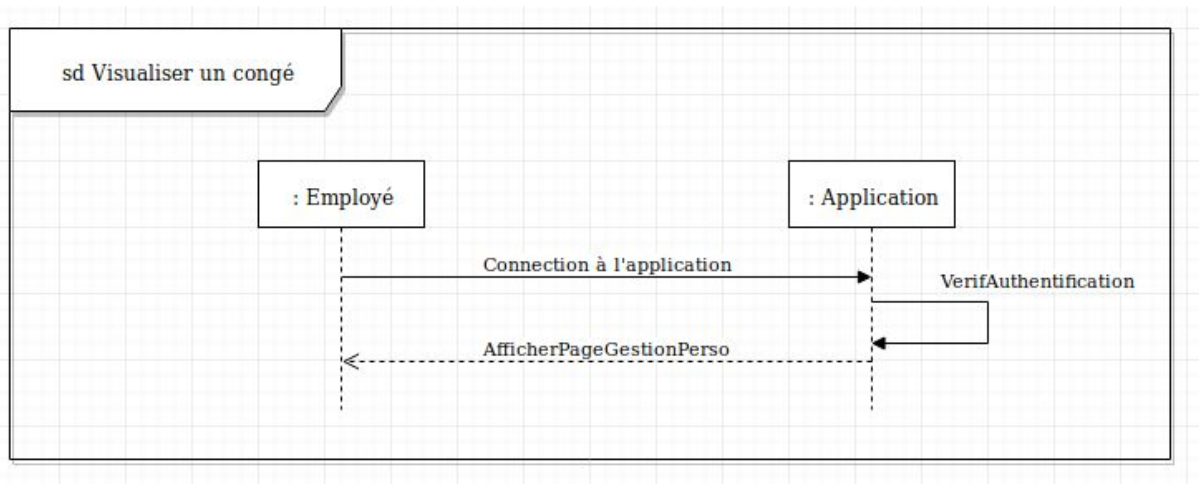 sd Visualiser un congé
: Employé
: Application
Connection à l'application
VerifAuthentification
AfficherPageGestionPerso